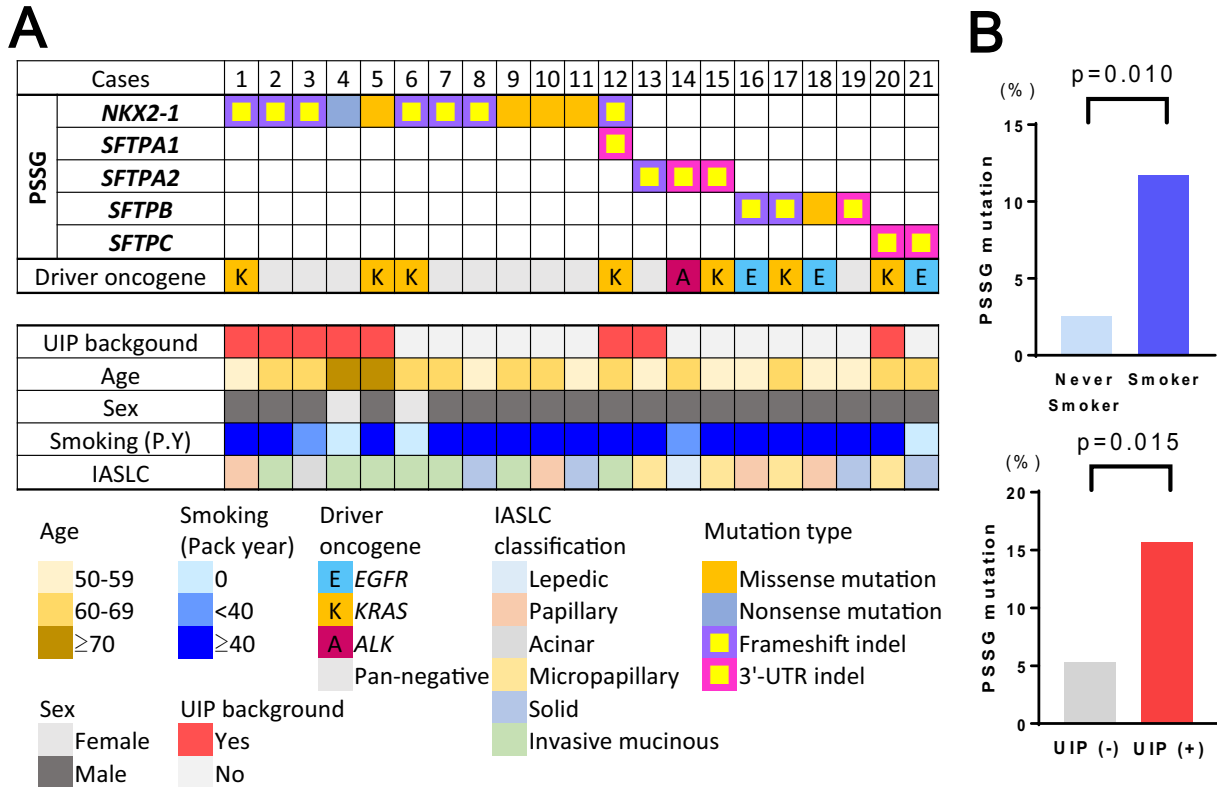 A
Cases 1 2 3 4 5 6 7 8 9 10 11 12 13 14 15 16 17 18 19 20 21
PSSG
NKX2-1
SFTPA1
SFTPA2
SFTPB
SFTPC
Driver oncogene K K K K A K E K E K E
UIP backgound
Age
Sex
Smoking (P.Y)
IASLC
Age
50-59
60-69
≥70
Sex
Female
Male
Smoking
(Pack year)
0
<40
≥40
UIP background
Yes
No
Driver
oncogene
E EGFR
K KRAS
A ALK
Pan-negative
IASLC
classification
Lepedic
Papillary
Acinar
Micropapillary
Solid
Invasive mucinous
Mutation type
Missense mutation
Nonsense mutation
Frameshift indel
3'-UTR indel
B
p=0.010
(%)
15
10
5
0
PSSG mutation
Never
Smoker
Smoker
p=0.015
(%)
20
15
10
5
0
PSSG mutation
UIP (-)
UIP (+)